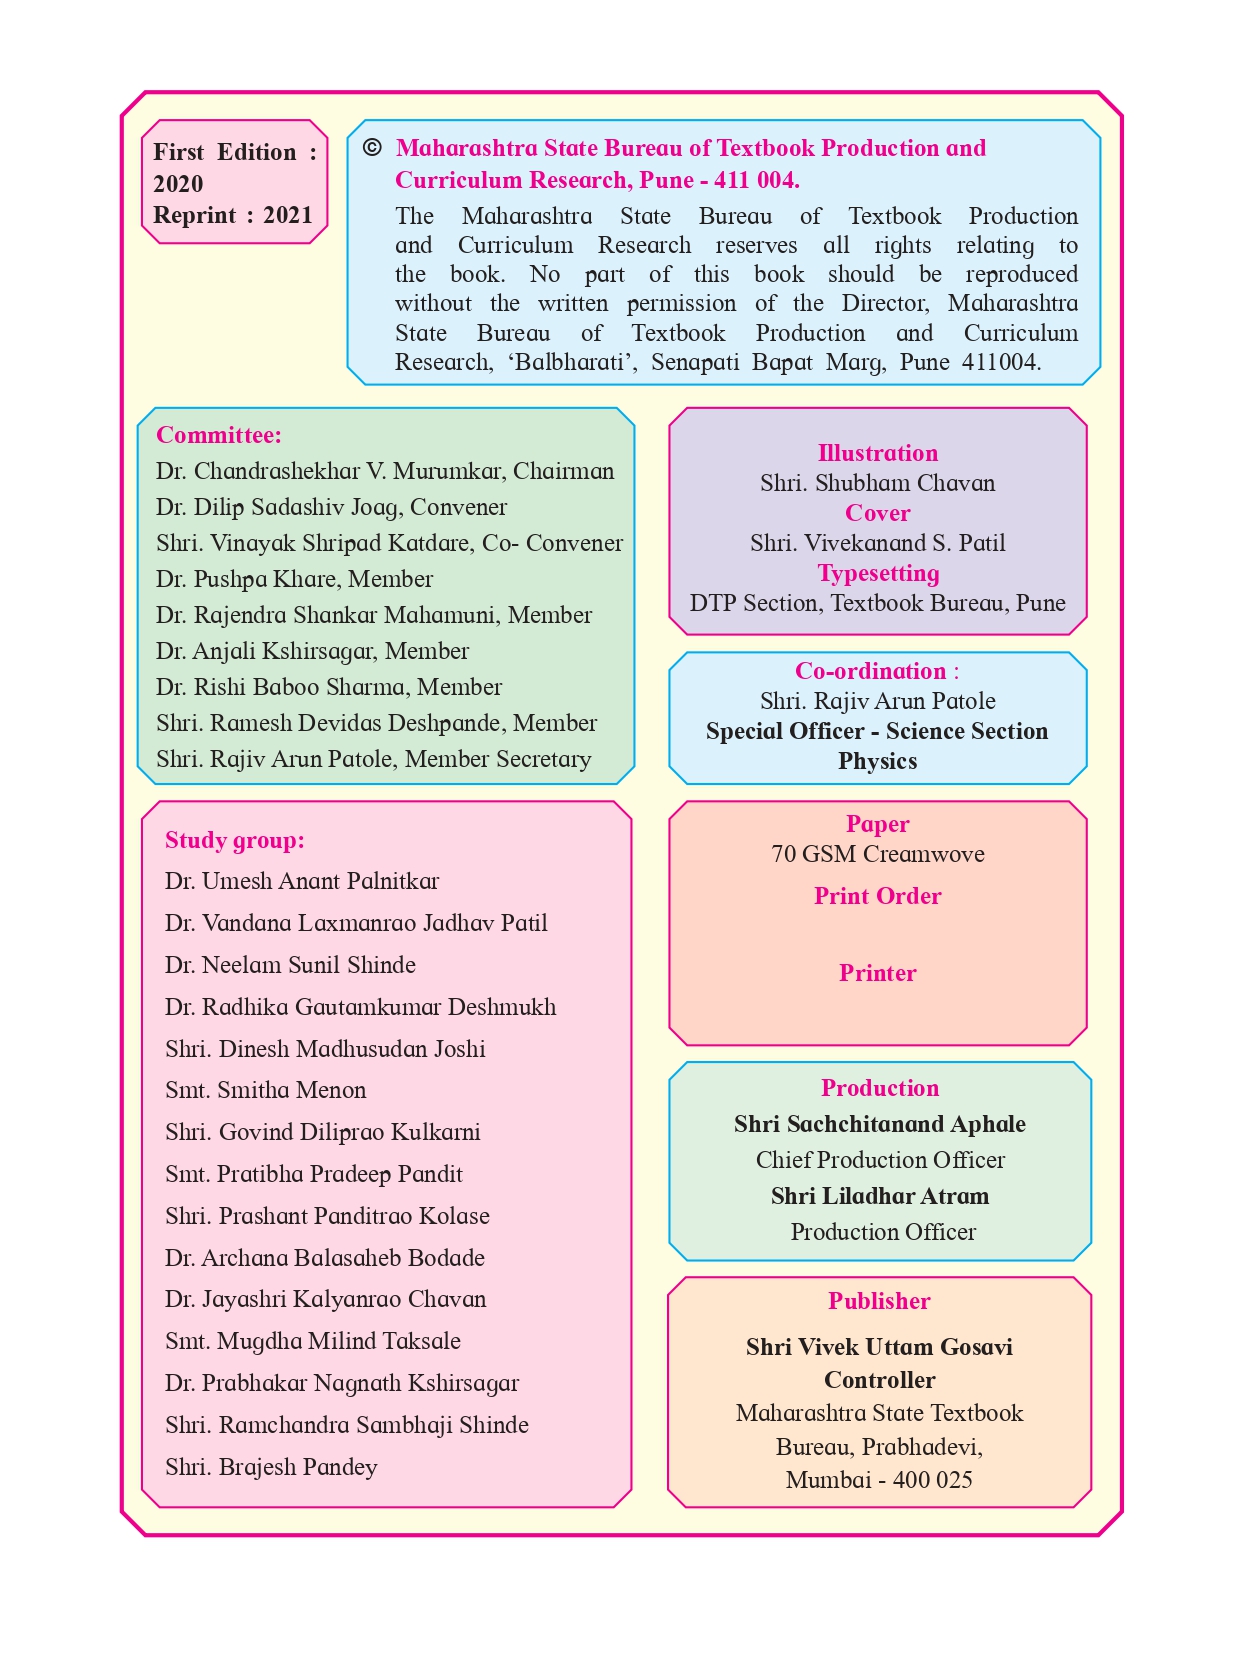 First Edition :
2020
Reprint : 2021
© Maharashtra State Bureau of Textbook Production and
Curriculum Research, Pune - 411 004.
The Maharashtra State Bureau of Textbook Production
and Curriculum Research reserves all rights relating to
the book. No part of this book should be reproduced
without the written permission of the Director, Maharashtra
State Bureau of Textbook Production and Curriculum
Research, ‘Balbharati’, Senapati Bapat Marg, Pune 411004.
Committee:
Dr. Chandrashekhar V. Murumkar, Chairman
Dr. Dilip Sadashiv Joag, Convener
Shri. Vinayak Shripad Katdare, Co- Convener
Dr. Pushpa Khare, Member
Dr. Rajendra Shankar Mahamuni, Member
Dr. Anjali Kshirsagar, Member
Dr. Rishi Baboo Sharma, Member
Shri. Ramesh Devidas Deshpande, Member
Shri. Rajiv Arun Patole, Member Secretary
Study group:
Dr. Umesh Anant Palnitkar
Dr. Vandana Laxmanrao Jadhav Patil
Dr. Neelam Sunil Shinde
Dr. Radhika Gautamkumar Deshmukh
Shri. Dinesh Madhusudan Joshi
Smt. Smitha Menon
Shri. Govind Diliprao Kulkarni
Smt. Pratibha Pradeep Pandit
Shri. Prashant Panditrao Kolase
Dr. Archana Balasaheb Bodade
Dr. Jayashri Kalyanrao Chavan
Smt. Mugdha Milind Taksale
Dr. Prabhakar Nagnath Kshirsagar
Shri. Ramchandra Sambhaji Shinde
Shri. Brajesh Pandey
Illustration
Shri. Shubham Chavan
Cover
Shri. Vivekanand S. Patil
Typesetting
DTP Section, Textbook Bureau, Pune
Co-ordination :
Shri. Rajiv Arun Patole
Special Officer - Science Section
Physics
Paper
70 GSM Creamwove
Print Order
Printer
Production
Shri Sachchitanand Aphale
Chief Production Officer
Shri Liladhar Atram
Production Officer
Publisher
Shri Vivek Uttam Gosavi
Controller
Maharashtra State Textbook
Bureau, Prabhadevi,
Mumbai - 400 025